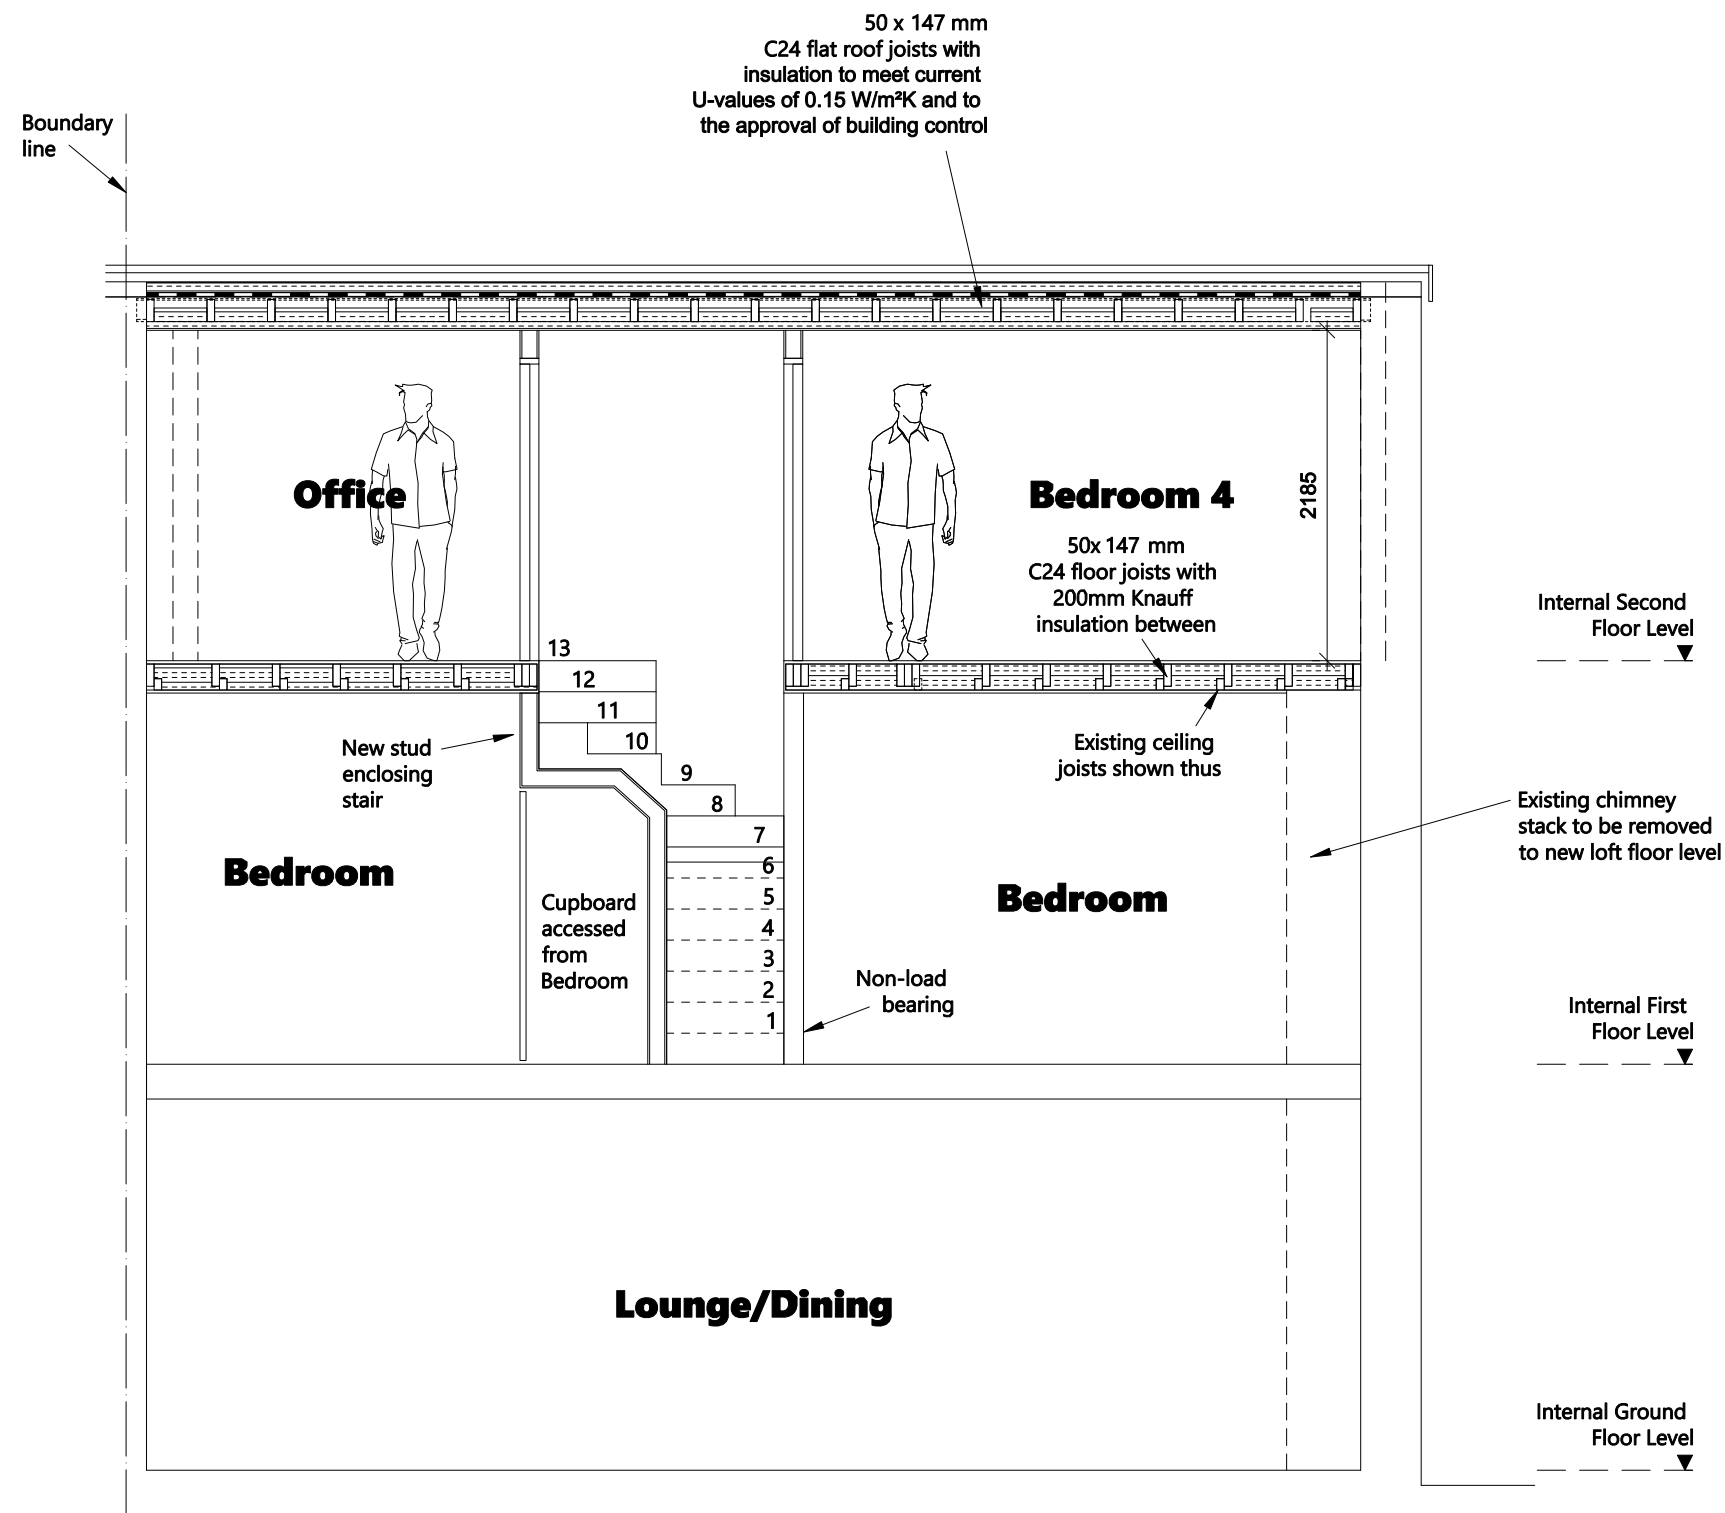 50 x 147 mm
C24 flat roof joists with
insulation to meet current
U-values of 0.15 W/m²K and to
the approval of building control
Boundary
line
Office
Bedroom 4
2185
50x 147 mm
C24 floor joists with
200mm Knauff
insulation between
Internal Second
Floor Level
13
12
11
10
9
8
7
6
5
4
3
2
1
New stud
enclosing
stair
Existing ceiling
joists shown thus
Existing chimney
stack to be removed
to new loft floor level
Bedroom
Cupboard
accessed
from
Bedroom
Bedroom
Non-load
bearing
Internal First
Floor Level
Lounge/Dining
Internal Ground
Floor Level